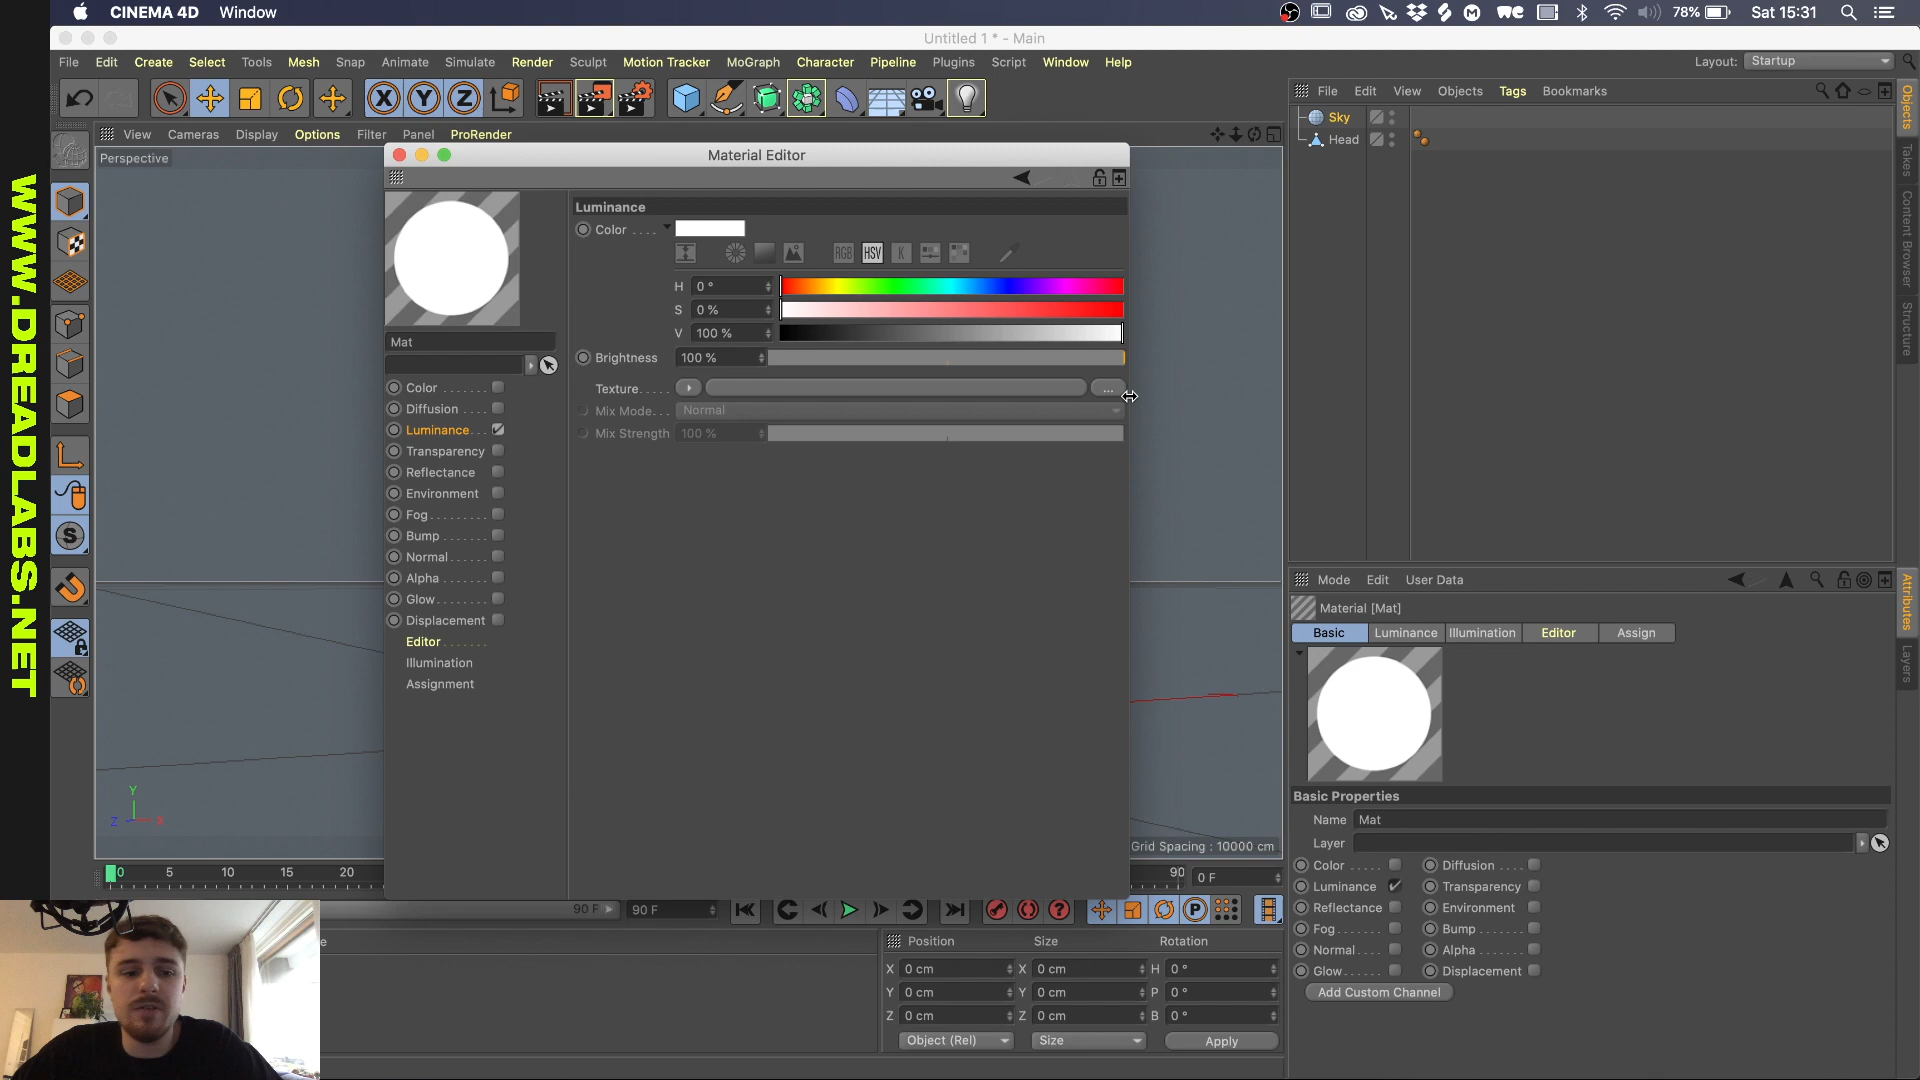 CINEMA 4D Window
78% Sat 15:31
Untitled 1 * - Main
File Edit Create Select Tools Mesh Snap Animate Simulate Render Sculpt Motion Tracker MoGraph Character Pipeline Plugins Script Window Help
Layout: Startup
X Y Z
File Edit View Objects Tags Bookmarks
View Cameras Display Options Filter Panel ProRender
Perspective
Sky
Head
Objects
Takes
Content Browser
Structure
WWW.DREADLABS.NET
Material Editor
Mat
Color
Diffusion
Luminance
Transparency
Reflectance
Environment
Fog
Bump
Normal
Alpha
Glow
Displacement
Editor
Illumination
Assignment
Luminance
Color
RGB HSV K
H 0 °
S 0 %
V 100 %
Brightness 100 %
Texture ...
Mix Mode Normal
Mix Strength 100 %
S
Y
Z X
Grid Spacing : 10000 cm
0 5 10 15 20 90 0 F
90 F 90 F
P
Position Size Rotation
X 0 cm X 0 cm H 0 °
Y 0 cm Y 0 cm P 0 °
Z 0 cm Z 0 cm B 0 °
Object (Rel) Size Apply
Mode Edit User Data
Material [Mat]
Basic Luminance Illumination Editor Assign
Basic Properties
Name Mat
Layer
Color Diffusion
Luminance Transparency
Reflectance Environment
Fog Bump
Normal Alpha
Glow Displacement
Add Custom Channel
Attributes
Layers